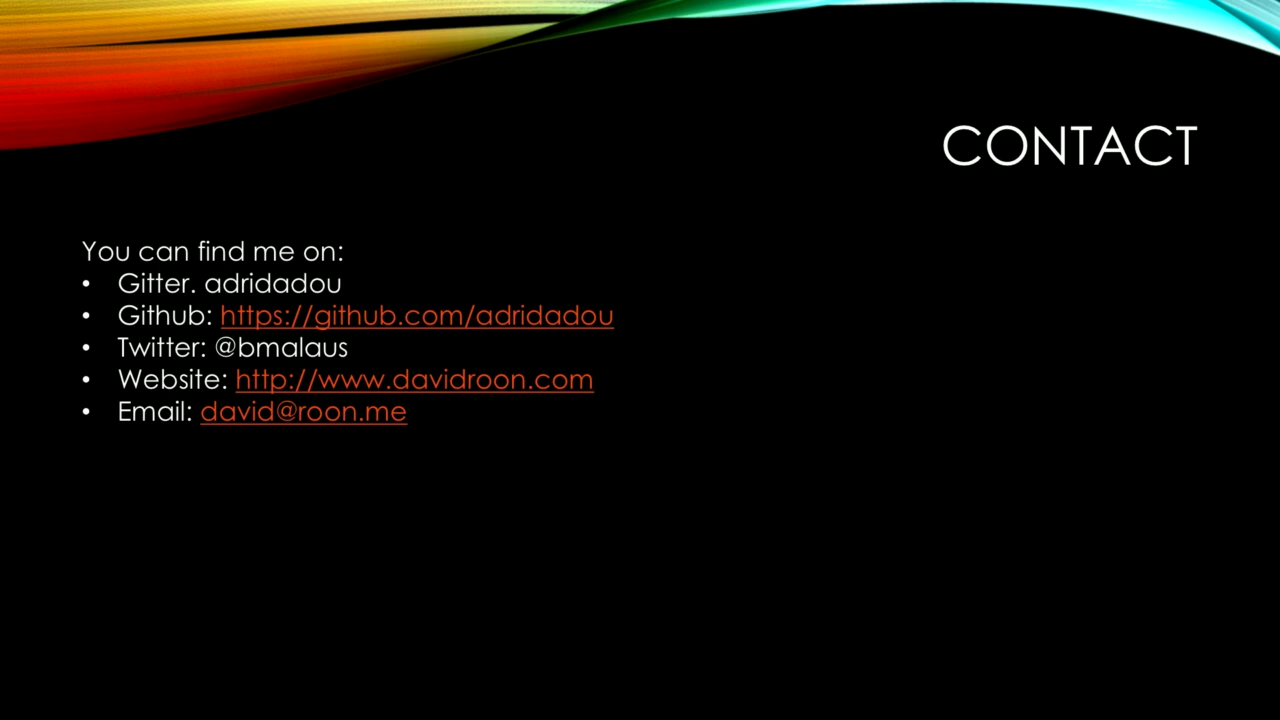 CONTACT
You can find me on:
• Gitter. adridadou
• Github: https://github.com/adridadou
• Twitter: @bmalaus
• Website: http://www.davidroon.com
• Email: david@roon.me